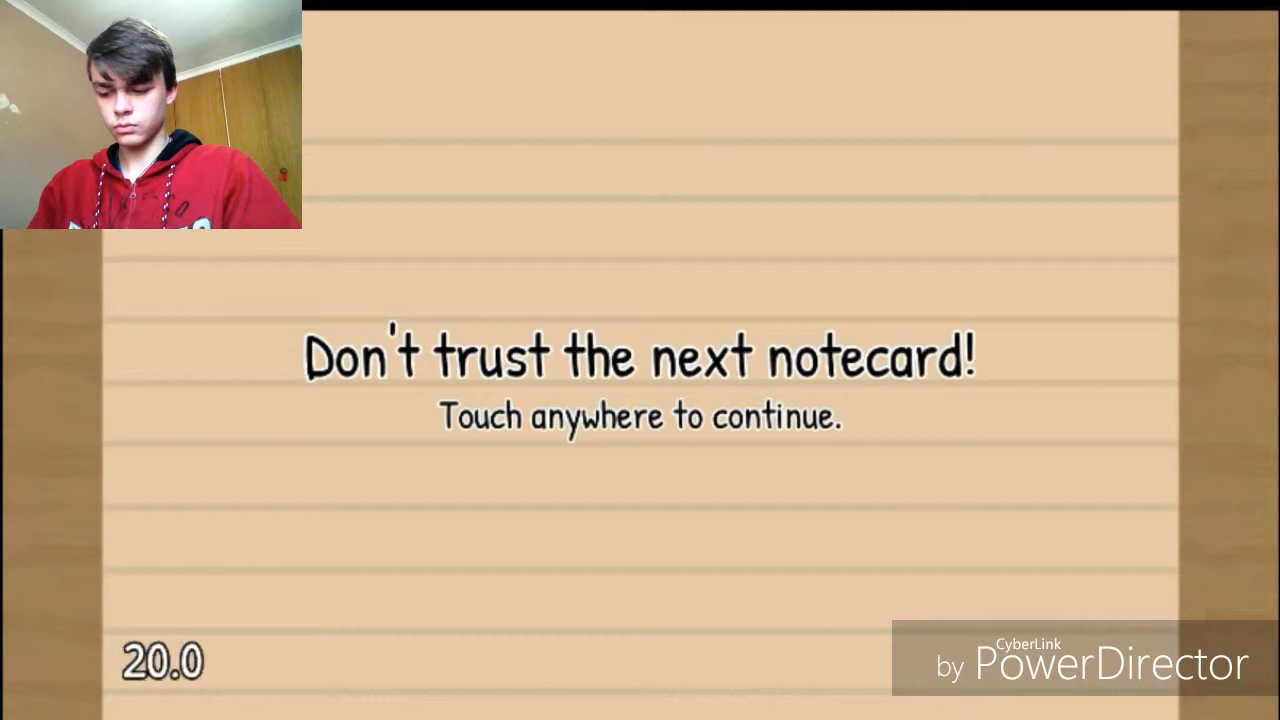 Don't trust the next notecard!
Touch anywhere to continue.
20.0
CyberLink
by PowerDirector